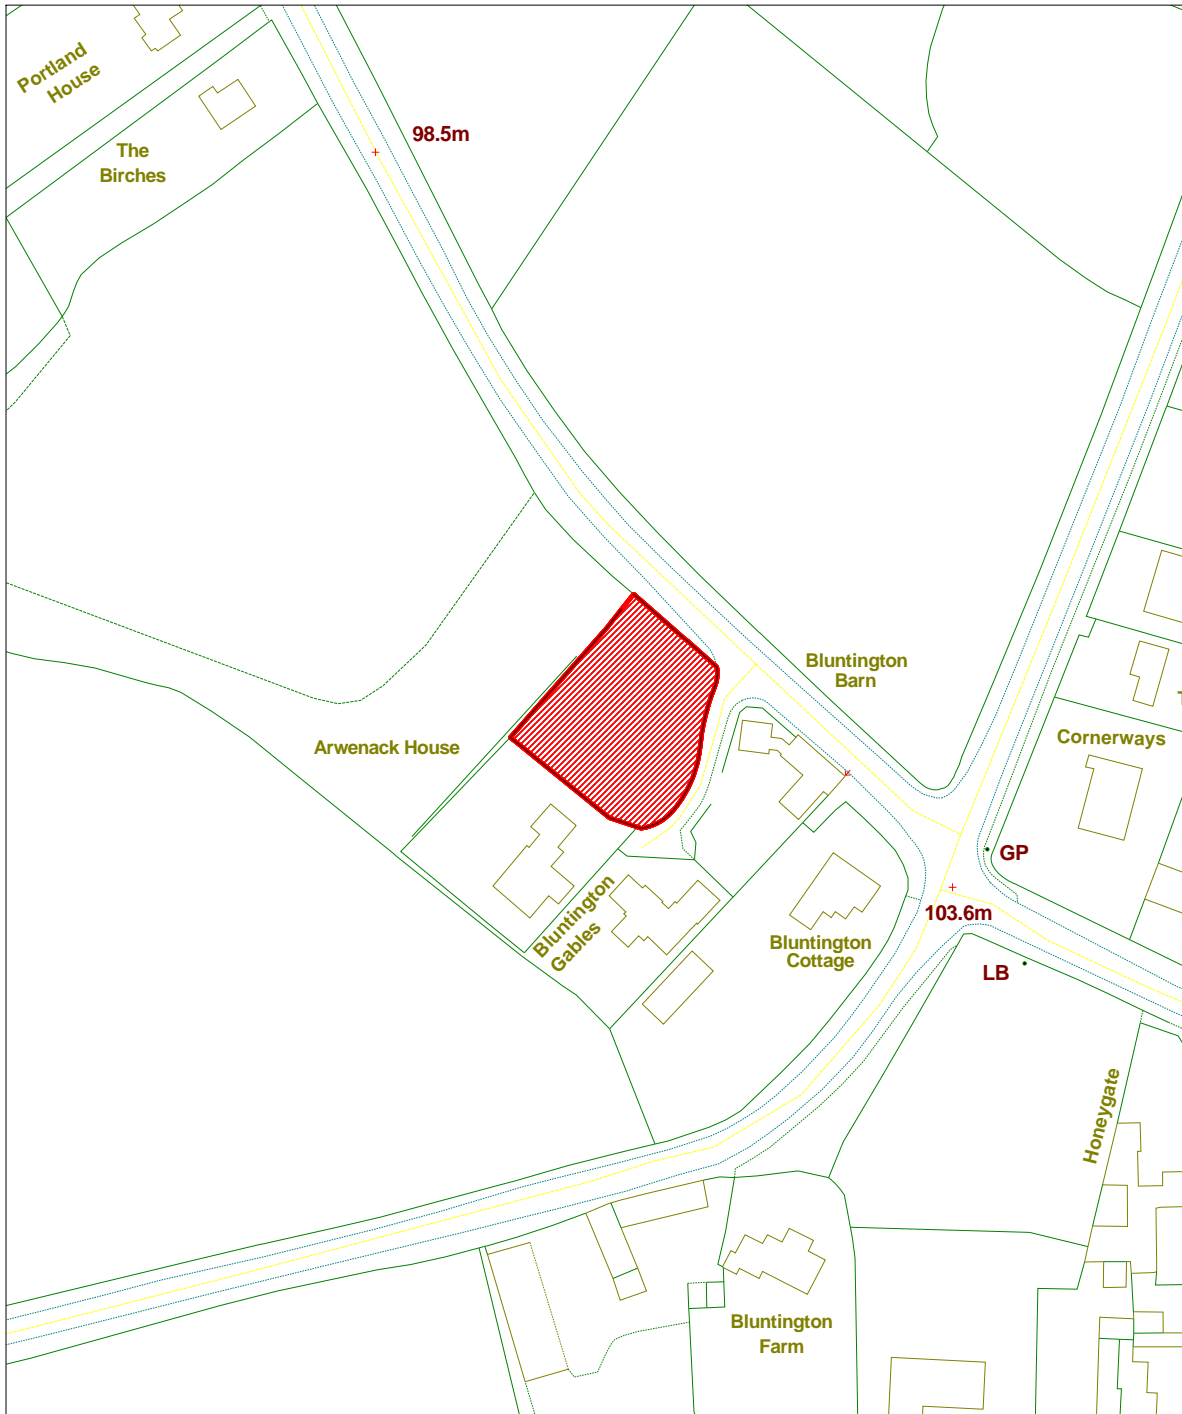 Portland
House
98.5m
The
Birches
Bluntington
Barn
T
Cornerways
Arwenack House
GP
103.6m
Bluntington
Gables
Bluntington
Cottage
LB
Honeygate
Bluntington
Farm